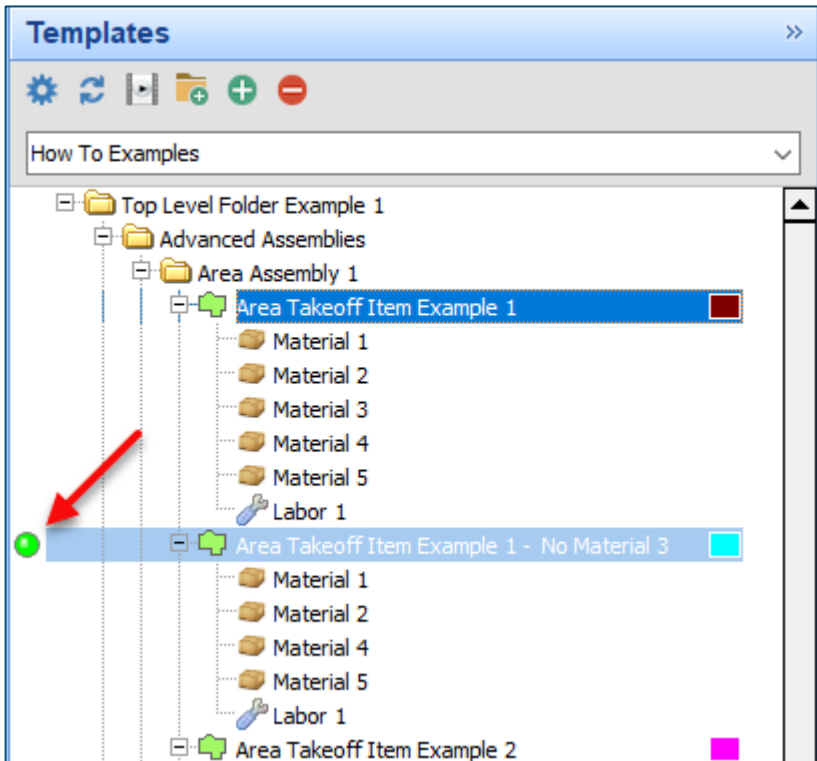 Templates
How To Examples
Top Level Folder Example 1
Advanced Assemblies
Area Assembly 1
Area Takeoff Item Example 1
Material 1
Material 2
Material 3
Material 4
Material 5
Labor 1
Area Takeoff Item Example 1 - No Material 3
Material 1
Material 2
Material 4
Material 5
Labor 1
Area Takeoff Item Example 2